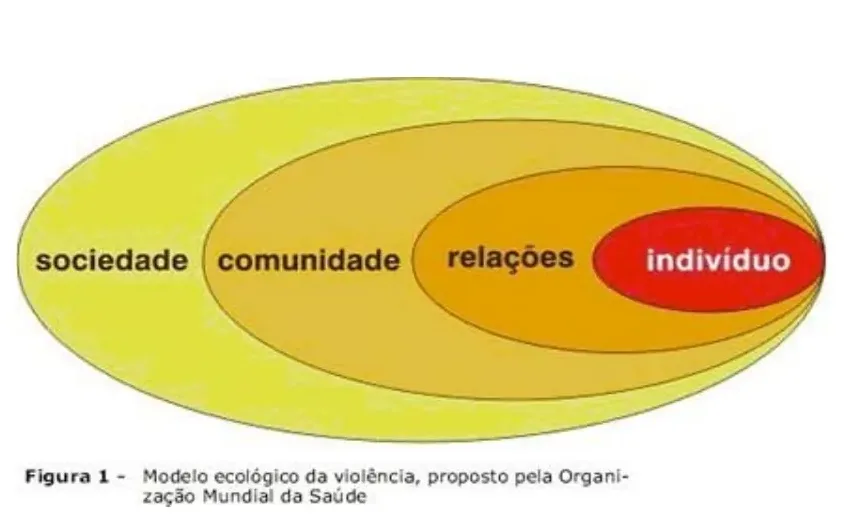 sociedade comunidade relações indivíduo
Figura 1 - Modelo ecológico da violência, proposto pela Organi-
zação Mundial da Saúde